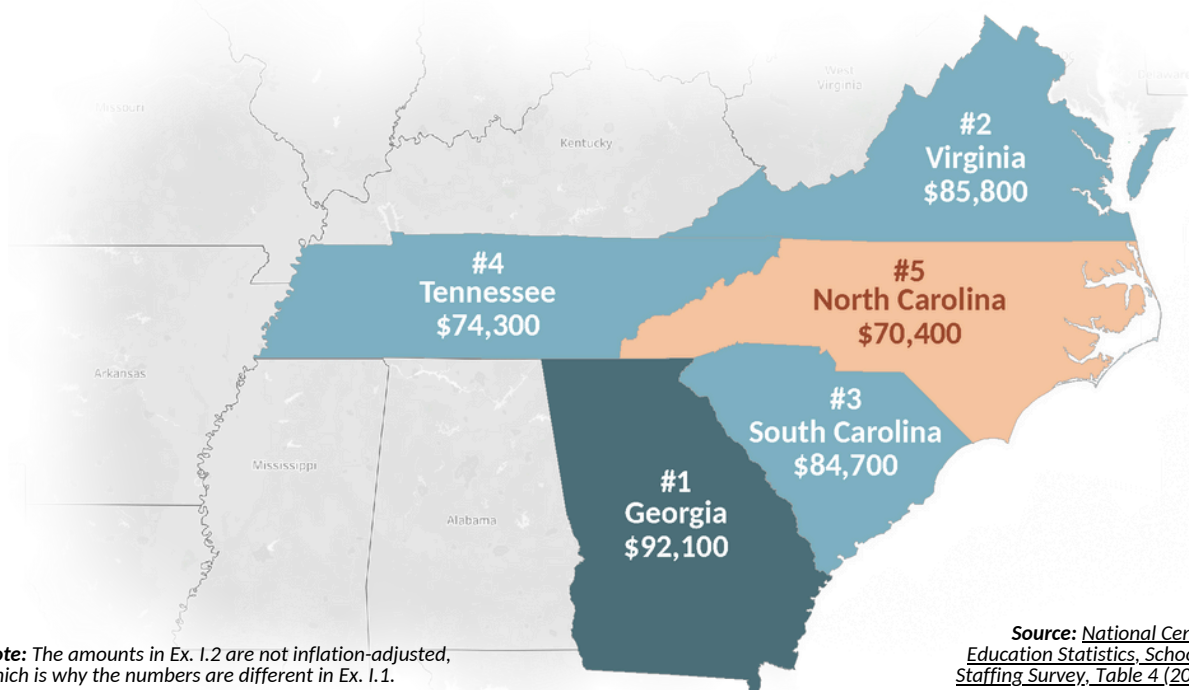 West
Virginia
Delaware
Missouri
Kentucky
#2
Virginia
$85,800
#4
Tennessee
$74,300
#5
North Carolina
$70,400
Arkansas
#3
South Carolina
$84,700
Mississippi
Alabama
#1
Georgia
$92,100
ote: The amounts in Ex. I.2 are not inflation-adjusted,
hich is why the numbers are different in Ex. I.1.
Source: National Cen
Education Statistics, Schoo
Staffing Survey, Table 4 (20